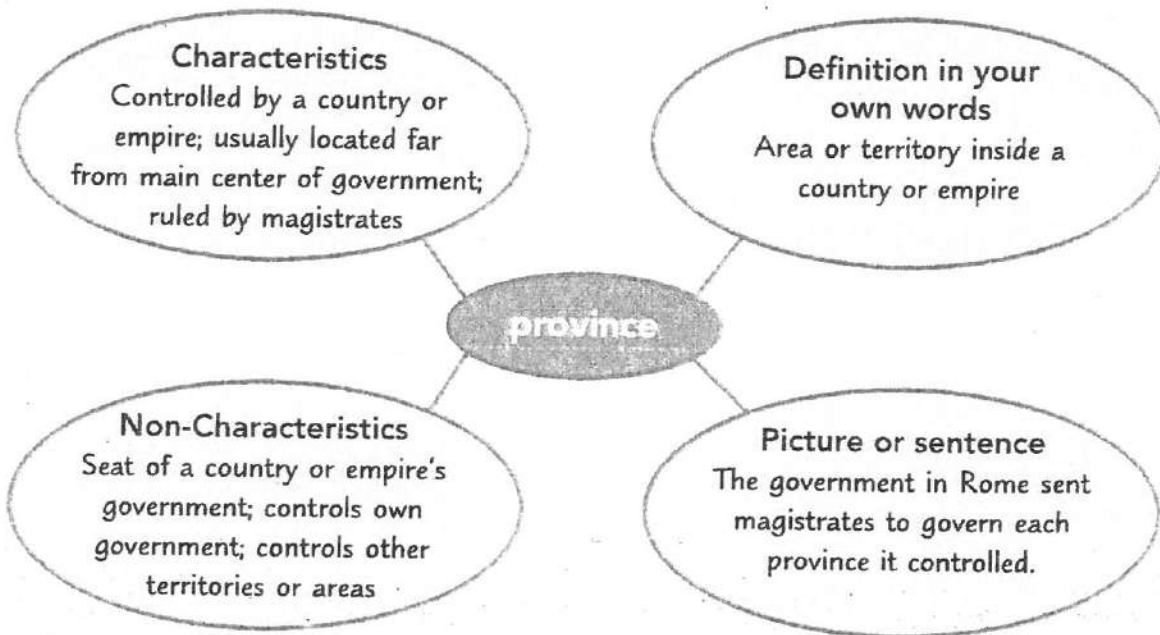 Characteristics
Controlled by a country or
empire; usually located far
from main center of government;
ruled by magistrates
Definition in your
own words
Area or territory inside a
country or empire
province
Non-Characteristics
Seat of a country or empire's
government; controls own
government; controls other
territories or areas
Picture or sentence
The government in Rome sent
magistrates to govern each
province it controlled.